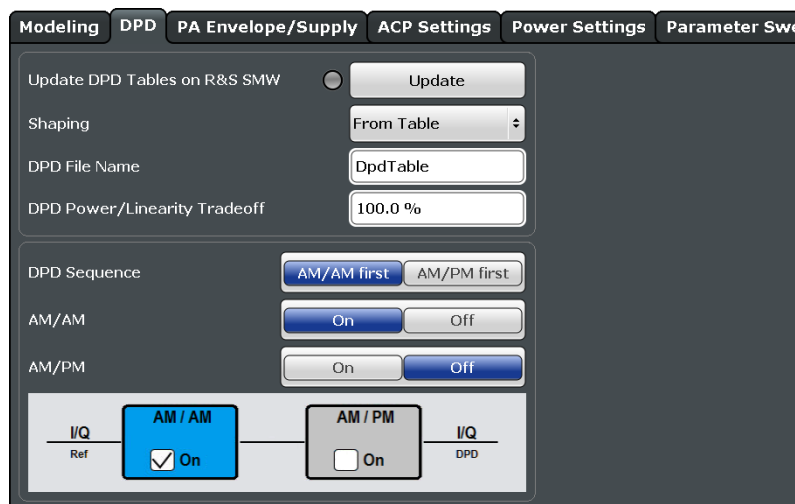 Modeling DPD PA Envelope/Supply ACP Settings Power Settings Parameter Swe
Update DPD Tables on R&S SMW Update
Shaping From Table
DPD File Name DpdTable
DPD Power/Linearity Tradeoff 100.0 %
DPD Sequence AM/AM first AM/PM first
AM/AM On Off
AM/PM On Off
AM / AM AM / PM
I/Q I/Q
Ref On On DPD